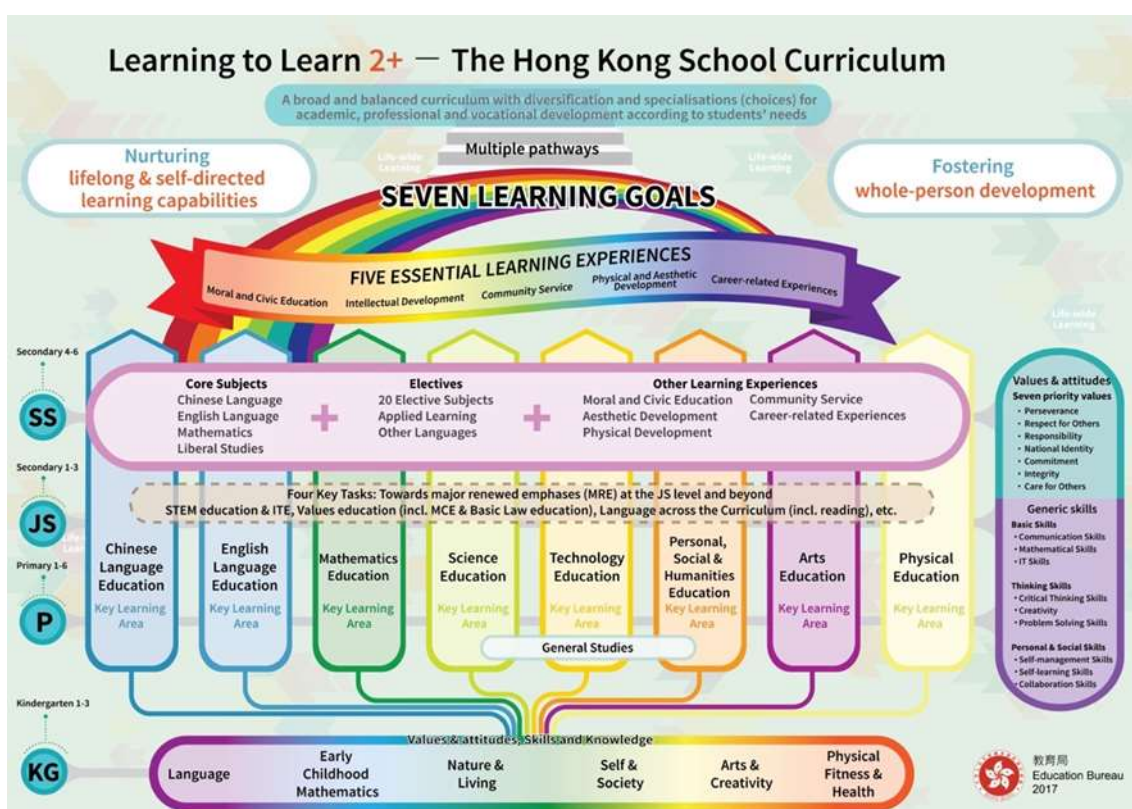 Learning to Learn 2+ — The Hong Kong School Curriculum
A broad and balanced curriculum with diversification and specialisations (choices) for
academic, professional and vocational development according to students' needs
Multiple pathways
Nurturing
lifelong & self-directed
learning capabilities
Life-wide
Learning
Life-wide
Learning
Fostering
whole-person development
SEVEN LEARNING GOALS
FIVE ESSENTIAL LEARNING EXPERIENCES
Moral and Civic Education
Intellectual Development
Community Service
Physical and Aesthetic
Development
Career-related Experiences
Life-wide
Learning
Secondary 4-6
SS
Core Subjects
Chinese Language
English Language
Mathematics
Liberal Studies
+
Electives
20 Elective Subjects
Applied Learning
Other Languages
+
Other Learning Experiences
Moral and Civic Education
Aesthetic Development
Physical Development
Community Service
Career-related Experiences
Secondary 1-3
JS
Four Key Tasks: Towards major renewed emphases (MRE) at the JS level and beyond
STEM education & ITE, Values education (incl. MCE & Basic Law education), Language across the Curriculum (incl. reading), etc.
Primary 1-6
P
Chinese
Language
Education
Key Learning
Area
English
Language
Education
Key Learning
Area
Mathematics
Education
Key Learning
Area
Science
Education
Key Learning
Area
Technology
Education
Key Learning
Area
Personal,
Social &
Humanities
Education
Key Learning
Area
Arts
Education
Key Learning
Area
Physical
Education
Key Learning
Area
General Studies
Values & attitudes
Seven priority values
• Perseverance
• Respect for Others
• Responsibility
• National Identity
• Commitment
• Integrity
• Care for Others
Generic skills
Basic Skills
• Communication Skills
• Mathematical Skills
• IT Skills
Thinking Skills
• Critical Thinking Skills
• Creativity
• Problem Solving Skills
Personal & Social Skills
• Self-management Skills
• Self-learning Skills
• Collaboration Skills
Kindergarten 1-3
KG
Values & attitudes, Skills and Knowledge
Language
Early
Childhood
Mathematics
Nature &
Living
Self &
Society
Arts &
Creativity
Physical
Fitness &
Health
教育局
Education Bureau
2017